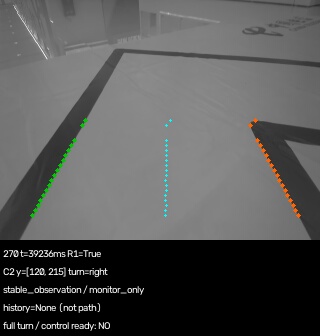 270 t=39236ms R1=True
C2 y=[120, 215] turn=right
stable_observation / monitor_only
history=None (not path)
full turn / control ready: NO